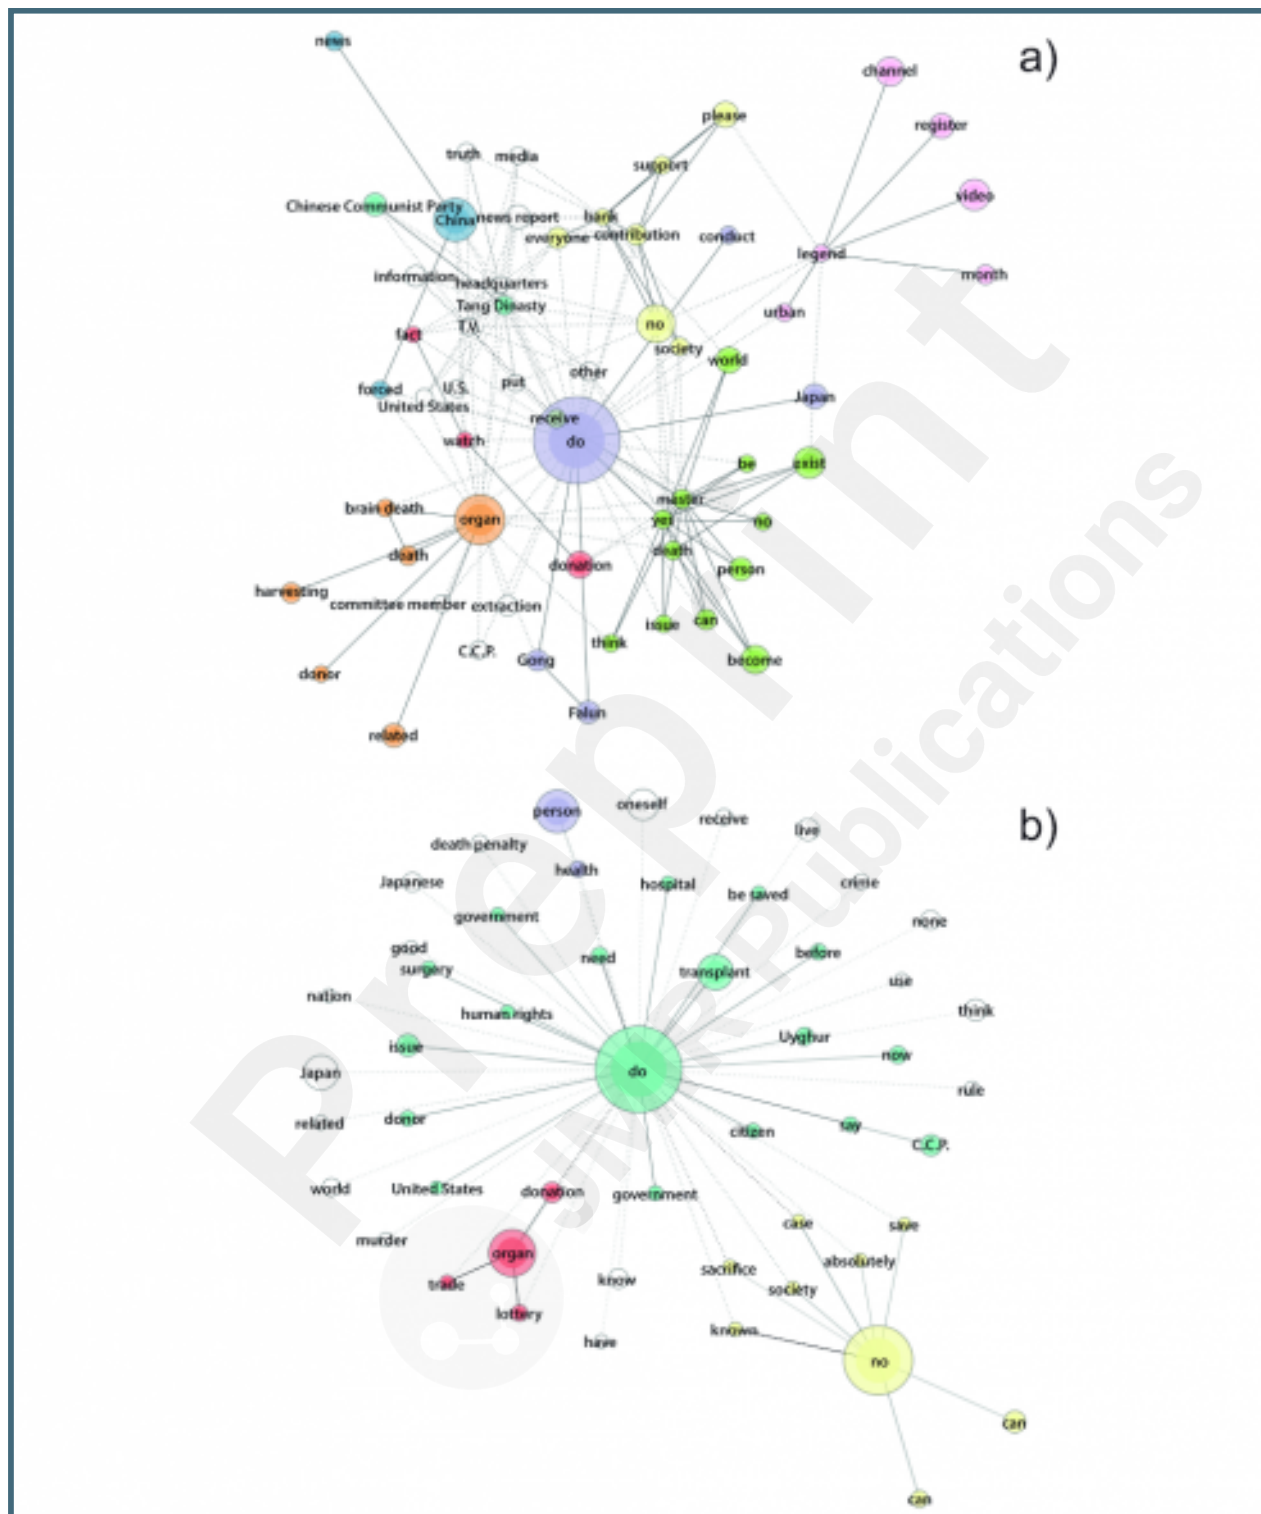 a)
news
channel
please
register
truth
media
support
video
Chinese Communist Party
China
news report
bank
everyone
contribution
conduct
legend
information
headquarters
month
Tang Dinasty
urban
T.V.
no
fact
society
world
other
put
forced
U.S.
United States
Japan
receive
do
watch
be
exist
master
brain death
organ
yes
no
death
death
donation
person
harvesting
committee member
extraction
issue
can
think
C.C.P.
Gong
become
donor
Falun
related
b)
person
oneself
receive
live
death penalty
health
Japanese
hospital
be saved
crime
government
none
good
surgery
need
transplant
before
use
nation
human rights
think
issue
Uyghur
now
Japan
do
rule
related
donor
citizen
say
C.C.P.
world
United States
donation
government
murder
organ
case
save
trade
know
sacrifice
absolutely
society
lottery
have
known
no
can
can
Preprint
JMIR Publications